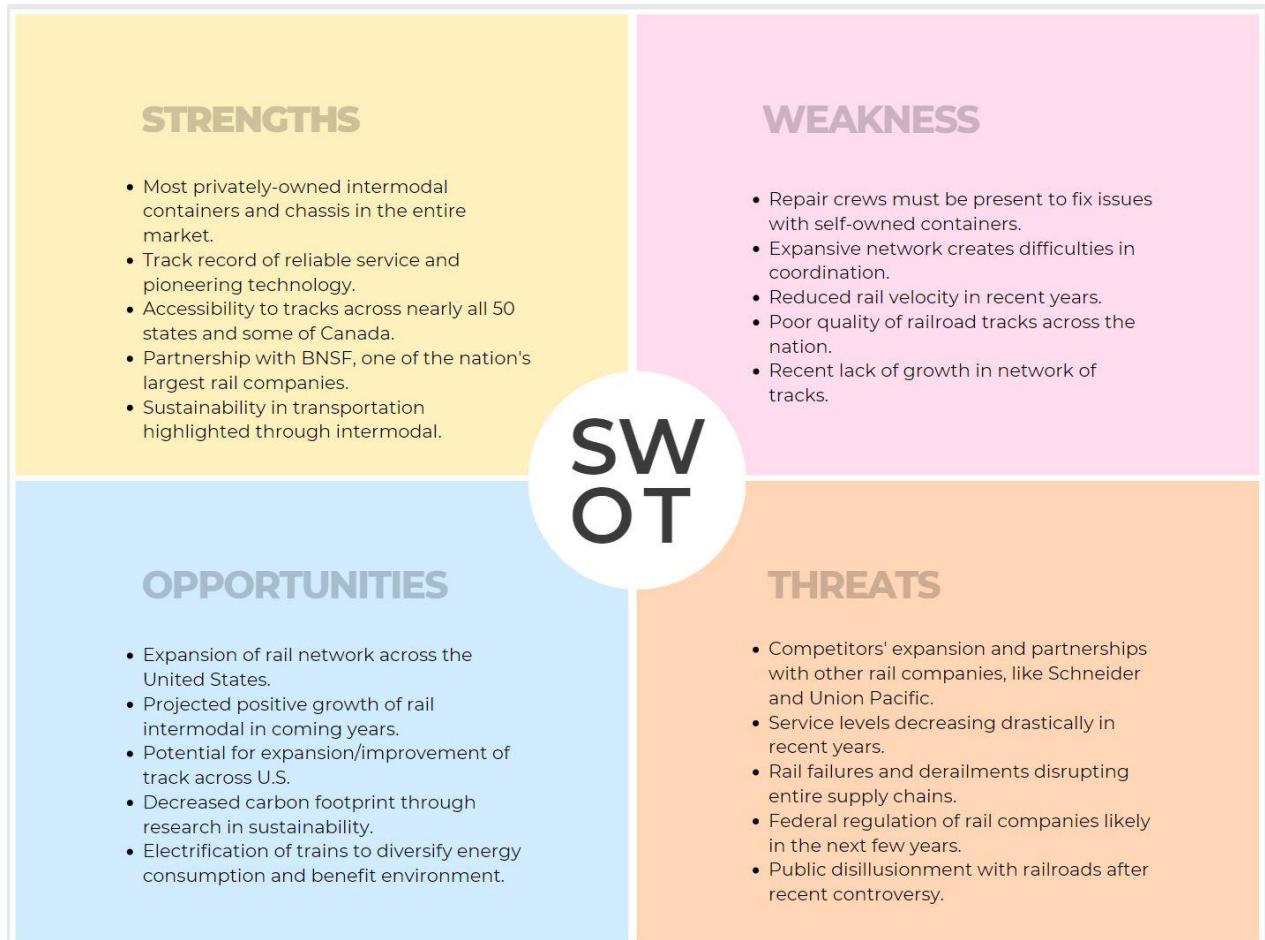 STRENGTHS
• Most privately-owned intermodal
containers and chassis in the entire
market.
• Track record of reliable service and
pioneering technology.
• Accessibility to tracks across nearly all 50
states and some of Canada.
• Partnership with BNSF, one of the nation's
largest rail companies.
• Sustainability in transportation
highlighted through intermodal.
WEAKNESS
• Repair crews must be present to fix issues
with self-owned containers.
• Expansive network creates difficulties in
coordination.
• Reduced rail velocity in recent years.
• Poor quality of railroad tracks across the
nation.
• Recent lack of growth in network of
tracks.
SW
OT
OPPORTUNITIES
• Expansion of rail network across the
United States.
• Projected positive growth of rail
intermodal in coming years.
• Potential for expansion/improvement of
track across U.S.
• Decreased carbon footprint through
research in sustainability.
• Electrification of trains to diversify energy
consumption and benefit environment.
THREATS
• Competitors' expansion and partnerships
with other rail companies, like Schneider
and Union Pacific.
• Service levels decreasing drastically in
recent years.
• Rail failures and derailments disrupting
entire supply chains.
• Federal regulation of rail companies likely
in the next few years.
• Public disillusionment with railroads after
recent controversy.